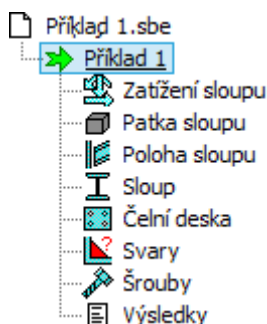 Příklad 1.sbe
Příklad 1
Zatížení sloupu
Patka sloupu
Poloha sloupu
Sloup
Čelní deska
Svary
Šrouby
Výsledky